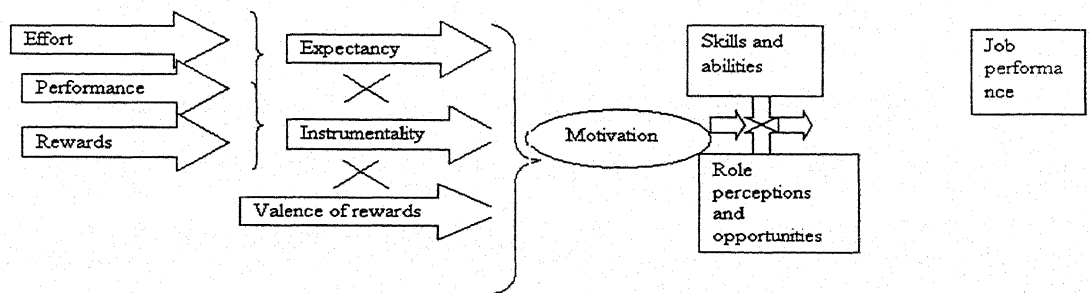 Effort
Performance
Rewards
Expectancy
Instrumentality
Valence of rewards
Motivation
Skills and
abilities
Role
perceptions
and
opportunities
Job
performa
nce